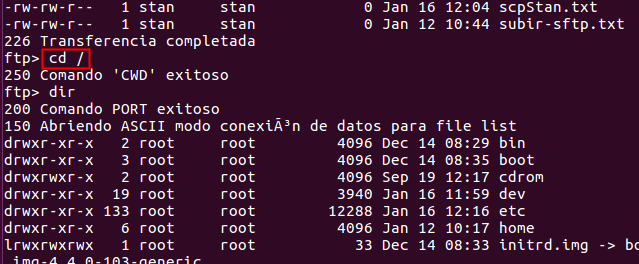 -rw-rw-r-- 1 stan stan 0 Jan 16 12:04 scpStan.txt
-rw-rw-r-- 1 stan stan 0 Jan 12 10:44 subir-sftp.txt
226 Transferencia completada
ftp> cd /
250 Comando 'CWD' exitoso
ftp> dir
200 Comando PORT exitoso
150 Abriendo ASCII modo conexiÃ³n de datos para file list
drwxr-xr-x 2 root root 4096 Dec 14 08:29 bin
drwxr-xr-x 3 root root 4096 Dec 14 08:35 boot
drwxrwxr-x 2 root root 4096 Sep 19 12:17 cdrom
drwxr-xr-x 19 root root 3940 Jan 16 11:59 dev
drwxr-xr-x 133 root root 12288 Jan 16 12:16 etc
drwxr-xr-x 6 root root 4096 Jan 12 10:17 home
lrwxrwxrwx 1 root root 33 Dec 14 08:33 initrd.img -> bo
img-4.4.0-103-generic